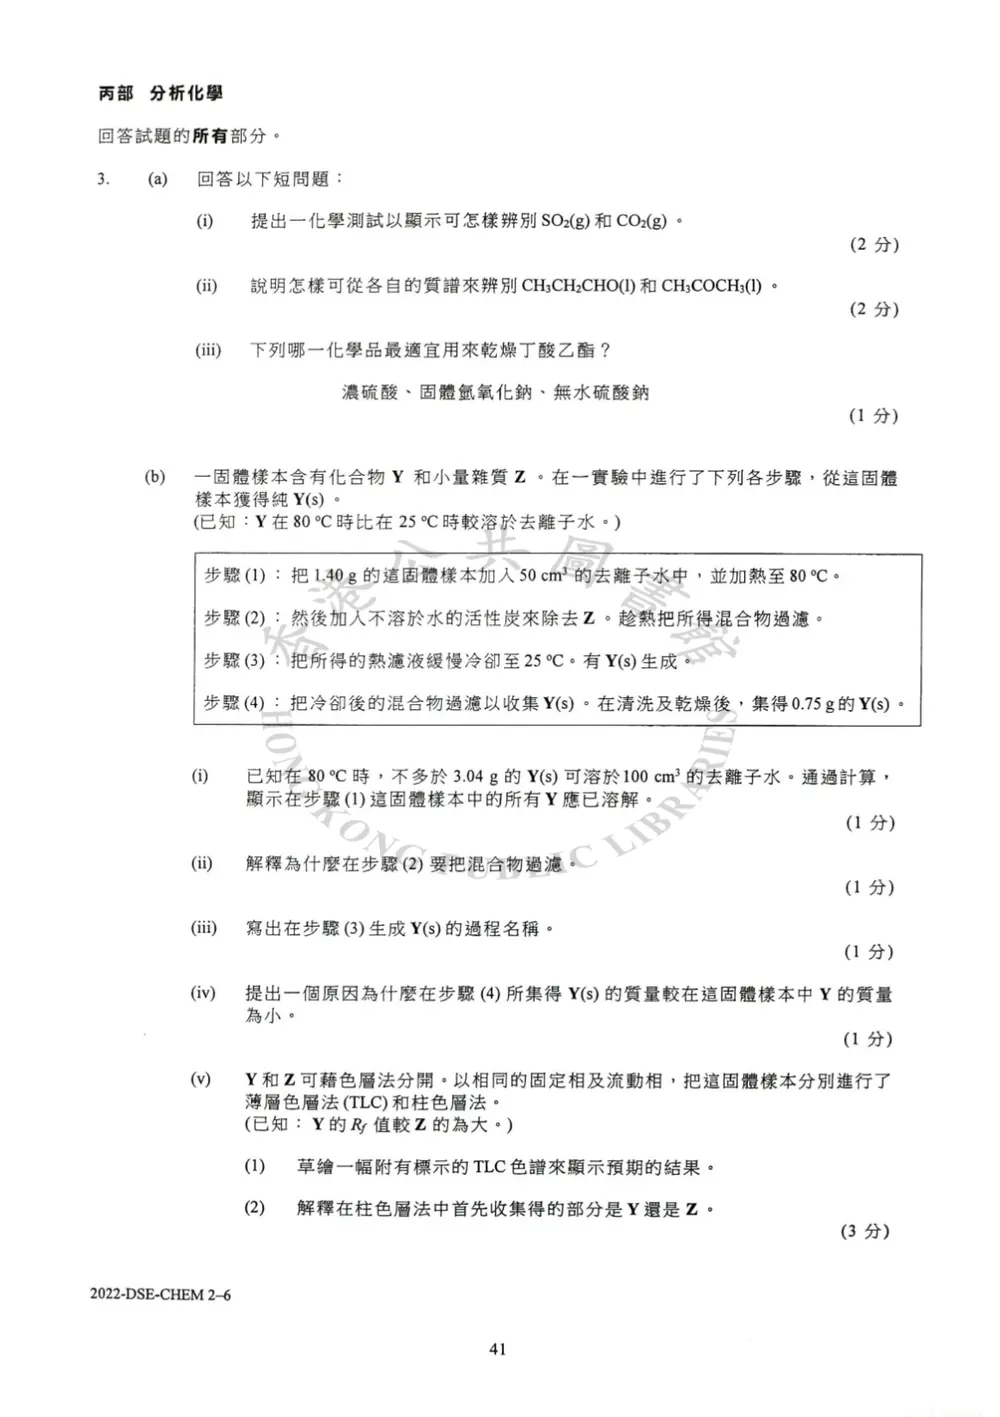 丙部 分析化學
回答試題的所有部分。
3. (a) 回答以下短問題：
(i) 提出一化學測試以顯示可怎樣辨別 SO₂(g) 和 CO₂(g) 。
(2 分)
(ii) 說明怎樣可從各自的質譜來辨別 CH₃CH₂CHO(l) 和 CH₃COCH₃(l) 。
(2 分)
(iii) 下列哪一化學品最適宜用來乾燥丁酸乙酯？
濃硫酸、固體氫氧化鈉、無水硫酸鈉
(1 分)
(b) 一固體樣本含有化合物 Y 和小量雜質 Z 。在一實驗中進行了下列各步驟，從這固體
樣本獲得純 Y(s) 。
(已知：Y 在 80 °C 時比在 25 °C 時較溶於去離子水。)
步驟 (1) ： 把 1.40 g 的這固體樣本加入 50 cm³ 的去離子水中，並加熱至 80 °C。
步驟 (2) ： 然後加入不溶於水的活性炭來除去 Z 。趁熱把所得混合物過濾。
步驟 (3) ： 把所得的熱濾液緩慢冷卻至 25 °C。有 Y(s) 生成。
步驟 (4) ： 把冷卻後的混合物過濾以收集 Y(s) 。在清洗及乾燥後，集得 0.75 g 的 Y(s) 。
香港公共圖書館
HONG KONG PUBLIC LIBRARIES
(i) 已知在 80 °C 時，不多於 3.04 g 的 Y(s) 可溶於 100 cm³ 的去離子水。通過計算，
顯示在步驟 (1) 這固體樣本中的所有 Y 應已溶解。
(1 分)
(ii) 解釋為什麼在步驟 (2) 要把混合物過濾。
(1 分)
(iii) 寫出在步驟 (3) 生成 Y(s) 的過程名稱。
(1 分)
(iv) 提出一個原因為什麼在步驟 (4) 所集得 Y(s) 的質量較在這固體樣本中 Y 的質量
為小。
(1 分)
(v) Y 和 Z 可藉色層法分開。以相同的固定相及流動相，把這固體樣本分別進行了
薄層色層法 (TLC) 和柱色層法。
(已知： Y 的 Rf 值較 Z 的為大。)
(1) 草繪一幅附有標示的 TLC 色譜來顯示預期的結果。
(2) 解釋在柱色層法中首先收集得的部分是 Y 還是 Z 。
(3 分)
2022-DSE-CHEM 2–6
41